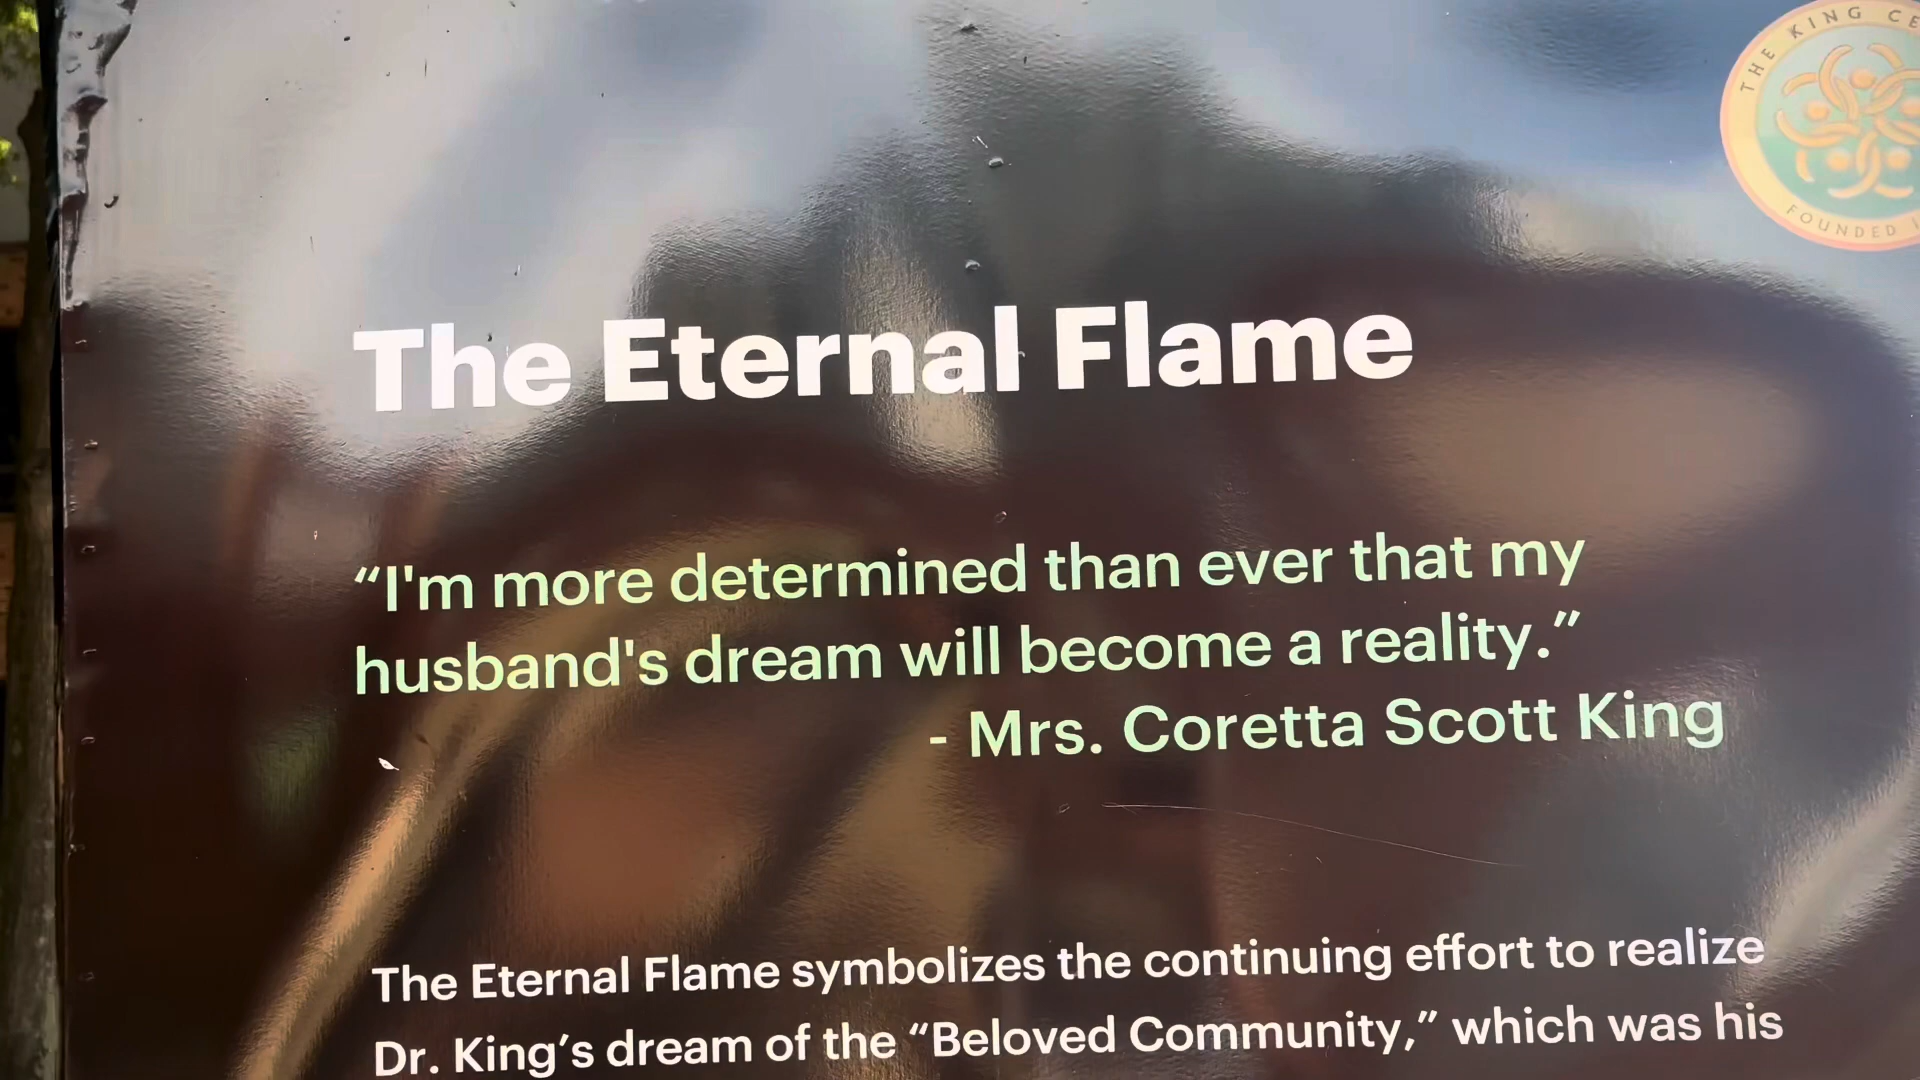 THE KING CE
FOUNDED
The Eternal Flame
“I'm more determined than ever that my
husband's dream will become a reality.”
- Mrs. Coretta Scott King
The Eternal Flame symbolizes the continuing effort to realize
Dr. King’s dream of the “Beloved Community,” which was his